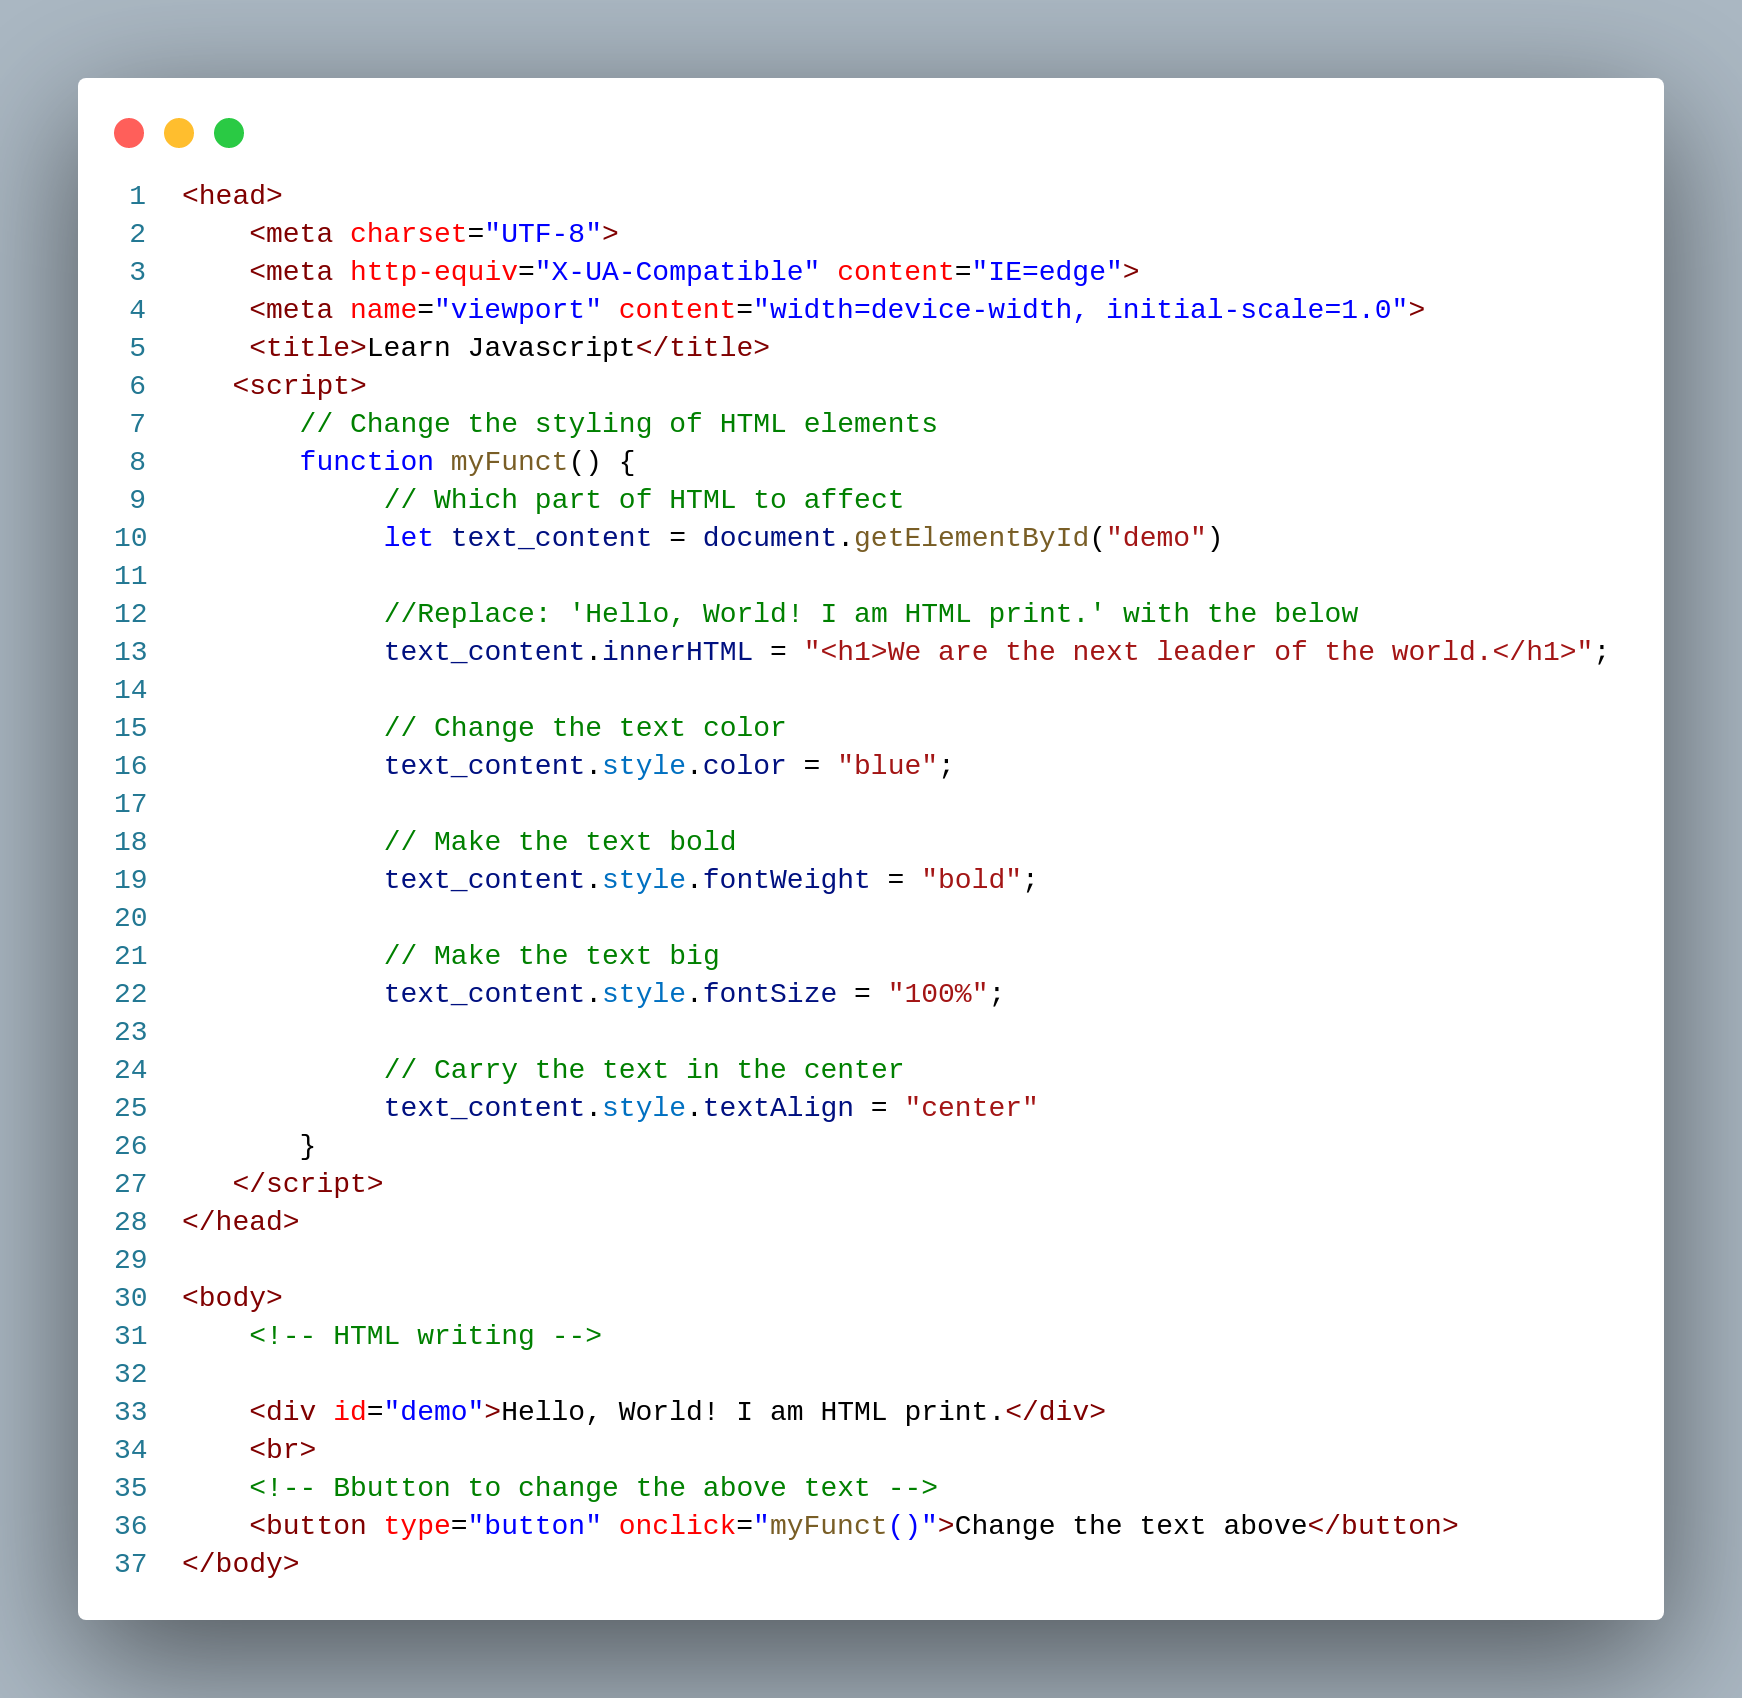 1 <head>
2     <meta charset="UTF-8">
3     <meta http-equiv="X-UA-Compatible" content="IE=edge">
4     <meta name="viewport" content="width=device-width, initial-scale=1.0">
5     <title>Learn Javascript</title>
6    <script>
7        // Change the styling of HTML elements
8        function myFunct() {
9             // Which part of HTML to affect
10             let text_content = document.getElementById("demo")
11
12             //Replace: 'Hello, World! I am HTML print.' with the below
13             text_content.innerHTML = "<h1>We are the next leader of the world.</h1>";
14
15             // Change the text color
16             text_content.style.color = "blue";
17
18             // Make the text bold
19             text_content.style.fontWeight = "bold";
20
21             // Make the text big
22             text_content.style.fontSize = "100%";
23
24             // Carry the text in the center
25             text_content.style.textAlign = "center"
26        }
27    </script>
28 </head>
29
30 <body>
31     <!-- HTML writing -->
32
33     <div id="demo">Hello, World! I am HTML print.</div>
34     <br>
35     <!-- Bbutton to change the above text -->
36     <button type="button" onclick="myFunct()">Change the text above</button>
37 </body>